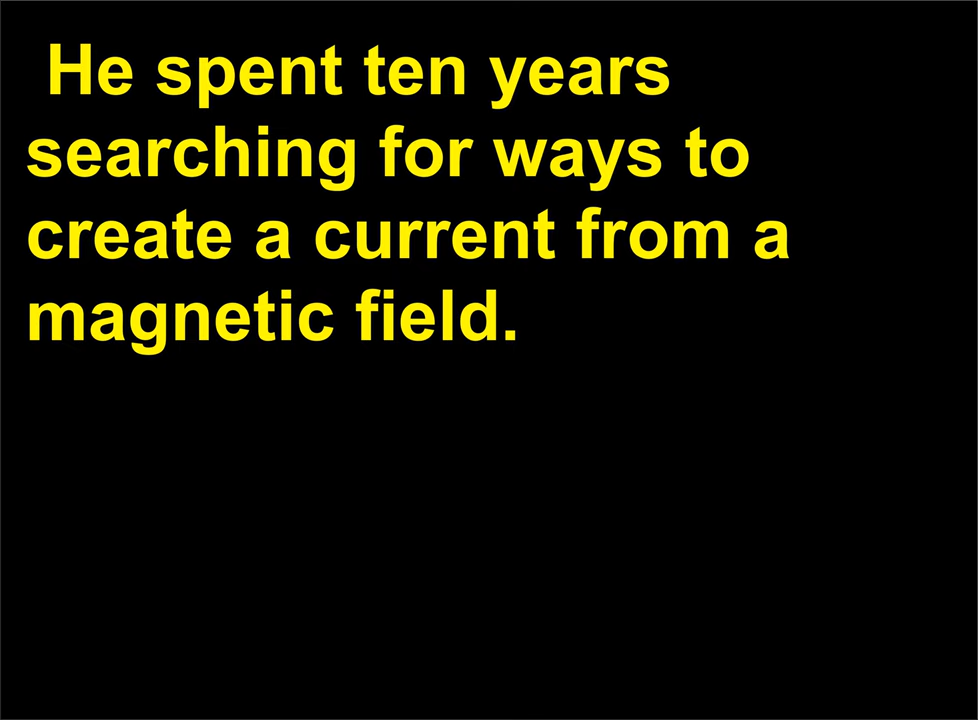 He spent ten years
searching for ways to
create a current from a
magnetic field.